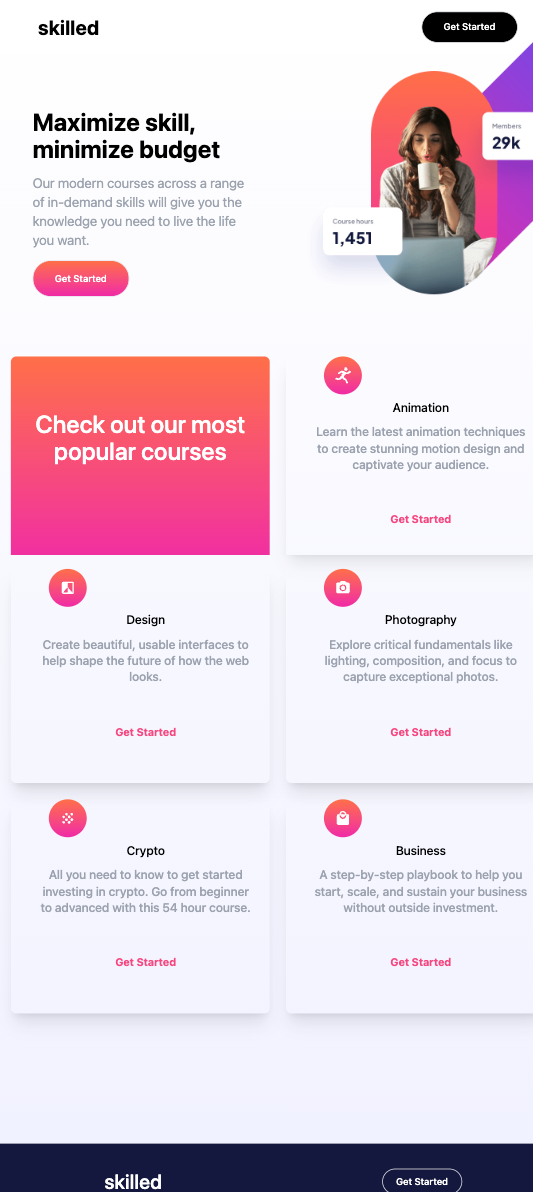 skilled
Get Started
Maximize skill,
minimize budget
Our modern courses across a range
of in-demand skills will give you the
knowledge you need to live the life
you want.
Get Started
Members
29k
Course hours
1,451
Check out our most
popular courses
Animation
Learn the latest animation techniques
to create stunning motion design and
captivate your audience.
Get Started
Design
Create beautiful, usable interfaces to
help shape the future of how the web
looks.
Get Started
Photography
Explore critical fundamentals like
lighting, composition, and focus to
capture exceptional photos.
Get Started
Crypto
All you need to know to get started
investing in crypto. Go from beginner
to advanced with this 54 hour course.
Get Started
Business
A step-by-step playbook to help you
start, scale, and sustain your business
without outside investment.
Get Started
skilled
Get Started